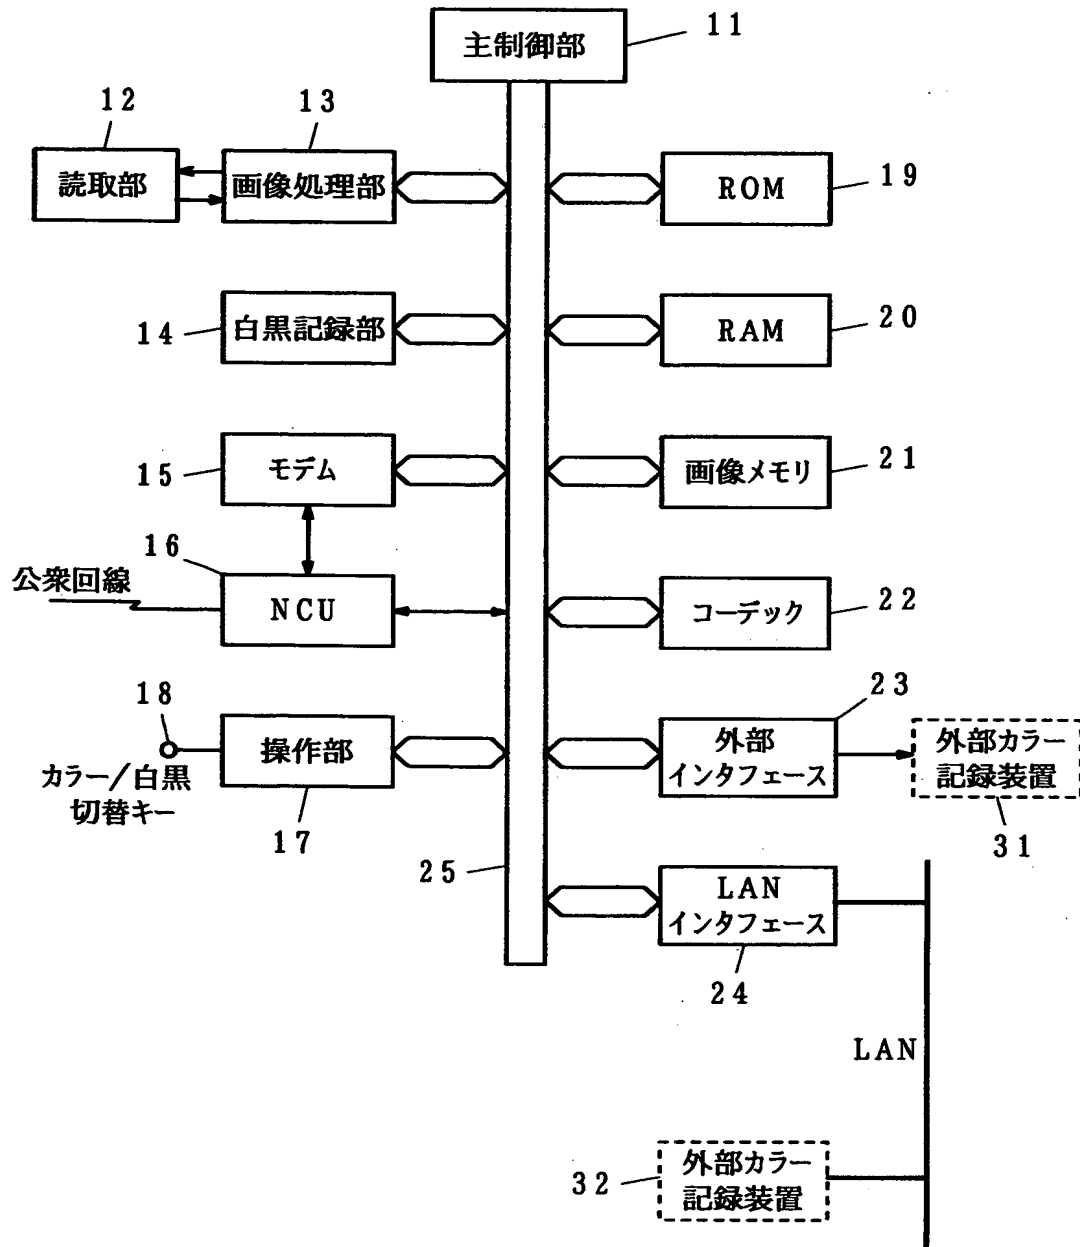 主制御部
11
12
13
読取部
画像処理部
ROM
19
14
白黒記録部
RAM
20
15
モデム
画像メモリ
21
16
公衆回線
NCU
コーデック
22
18
カラー/白黒
切替キー
操作部
17
23
外部
インタフェース
外部カラー
記録装置
31
25
LAN
インタフェース
24
LAN
32
外部カラー
記録装置